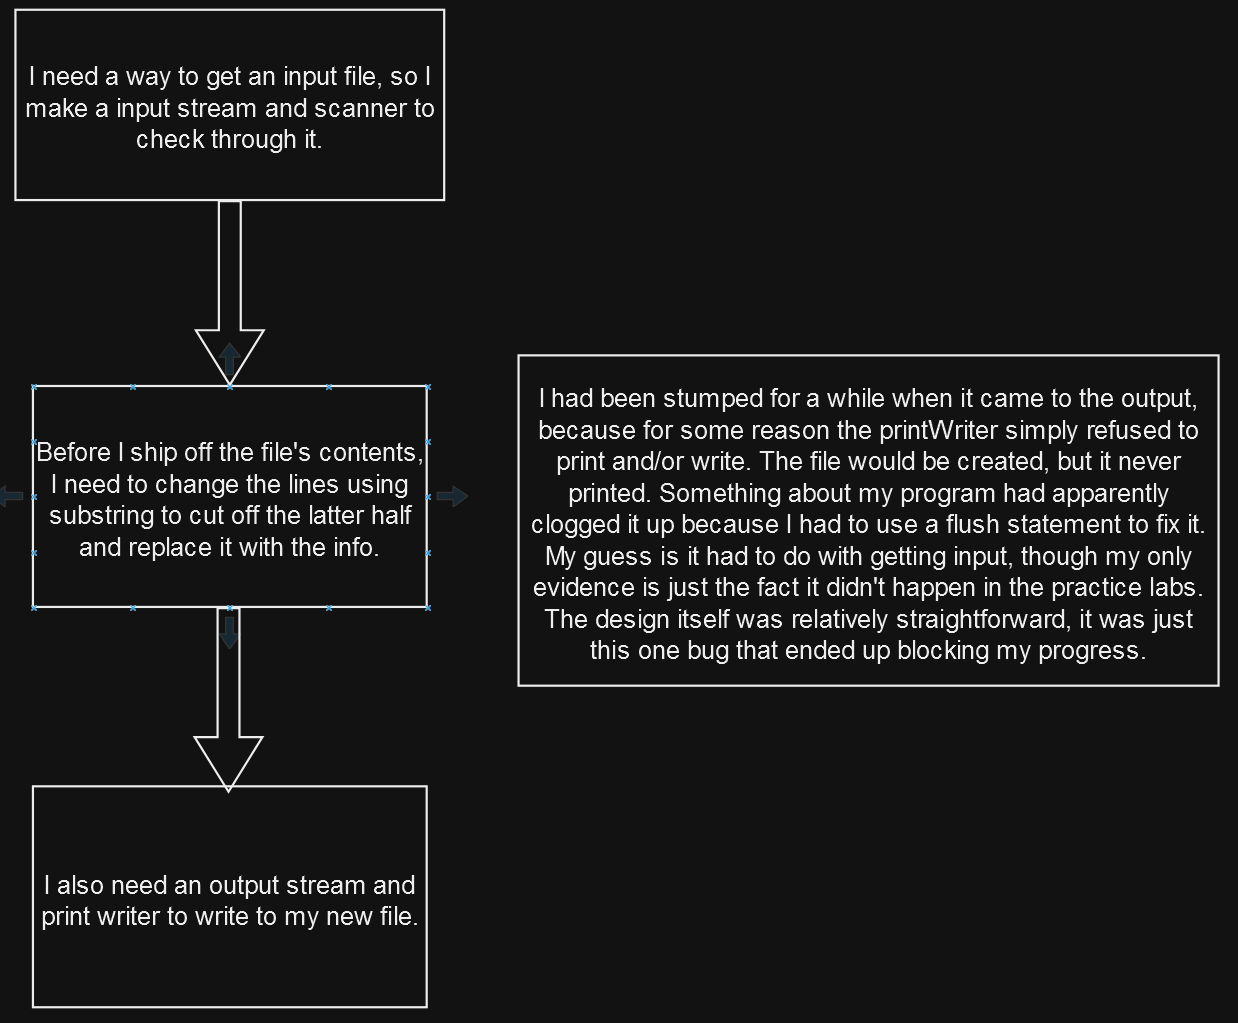 I need a way to get an input file, so I
make a input stream and scanner to
check through it.
Before I ship off the file's contents,
I need to change the lines using
substring to cut off the latter half
and replace it with the info.
I also need an output stream and
print writer to write to my new file.
I had been stumped for a while when it came to the output,
because for some reason the printWriter simply refused to
print and/or write. The file would be created, but it never
printed. Something about my program had apparently
clogged it up because I had to use a flush statement to fix it.
My guess is it had to do with getting input, though my only
evidence is just the fact it didn't happen in the practice labs.
The design itself was relatively straightforward, it was just
this one bug that ended up blocking my progress.